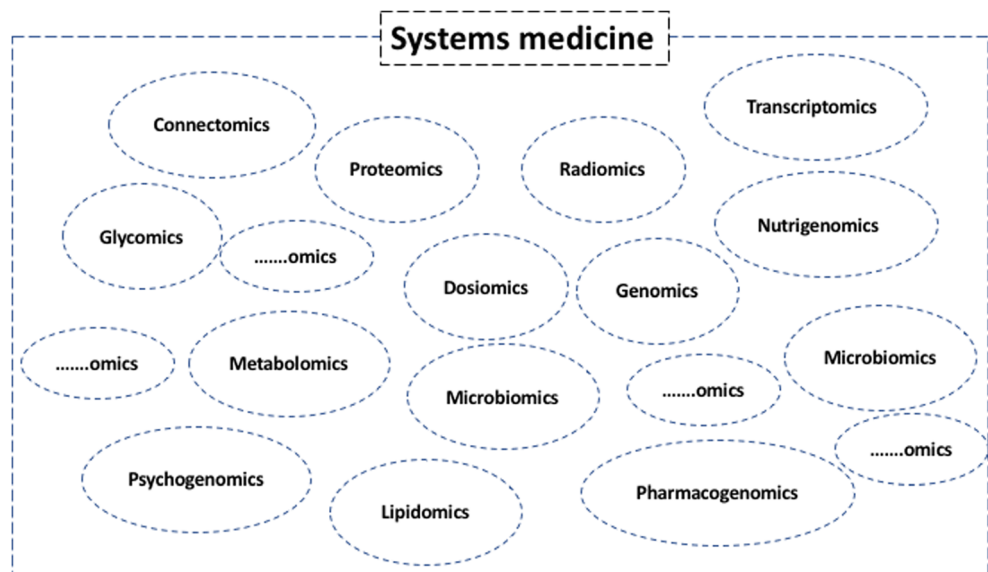 Systems medicine
Connectomics
Transcriptomics
Proteomics
Radiomics
Glycomics
Nutrigenomics
.......omics
Dosiomics
Genomics
.......omics
Metabolomics
Microbiomics
Microbiomics
.......omics
.......omics
Psychogenomics
Lipidomics
Pharmacogenomics